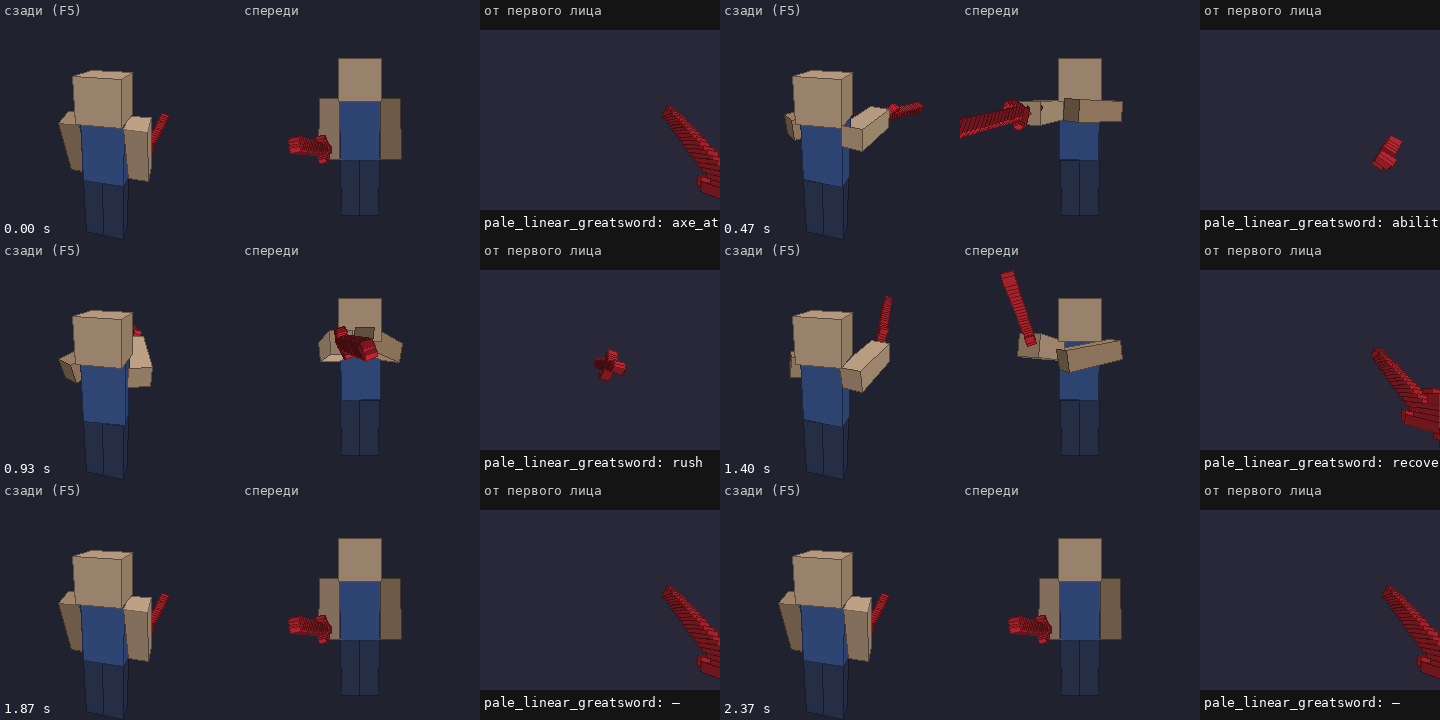 сзади (F5) спереди от первого лица сзади (F5) спереди от первого лица
0.00 s pale_linear_greatsword: axe_at 0.47 s pale_linear_greatsword: abilit
сзади (F5) спереди от первого лица сзади (F5) спереди от первого лица
0.93 s pale_linear_greatsword: rush 1.40 s pale_linear_greatsword: recove
сзади (F5) спереди от первого лица сзади (F5) спереди от первого лица
1.87 s pale_linear_greatsword: — 2.37 s pale_linear_greatsword: —